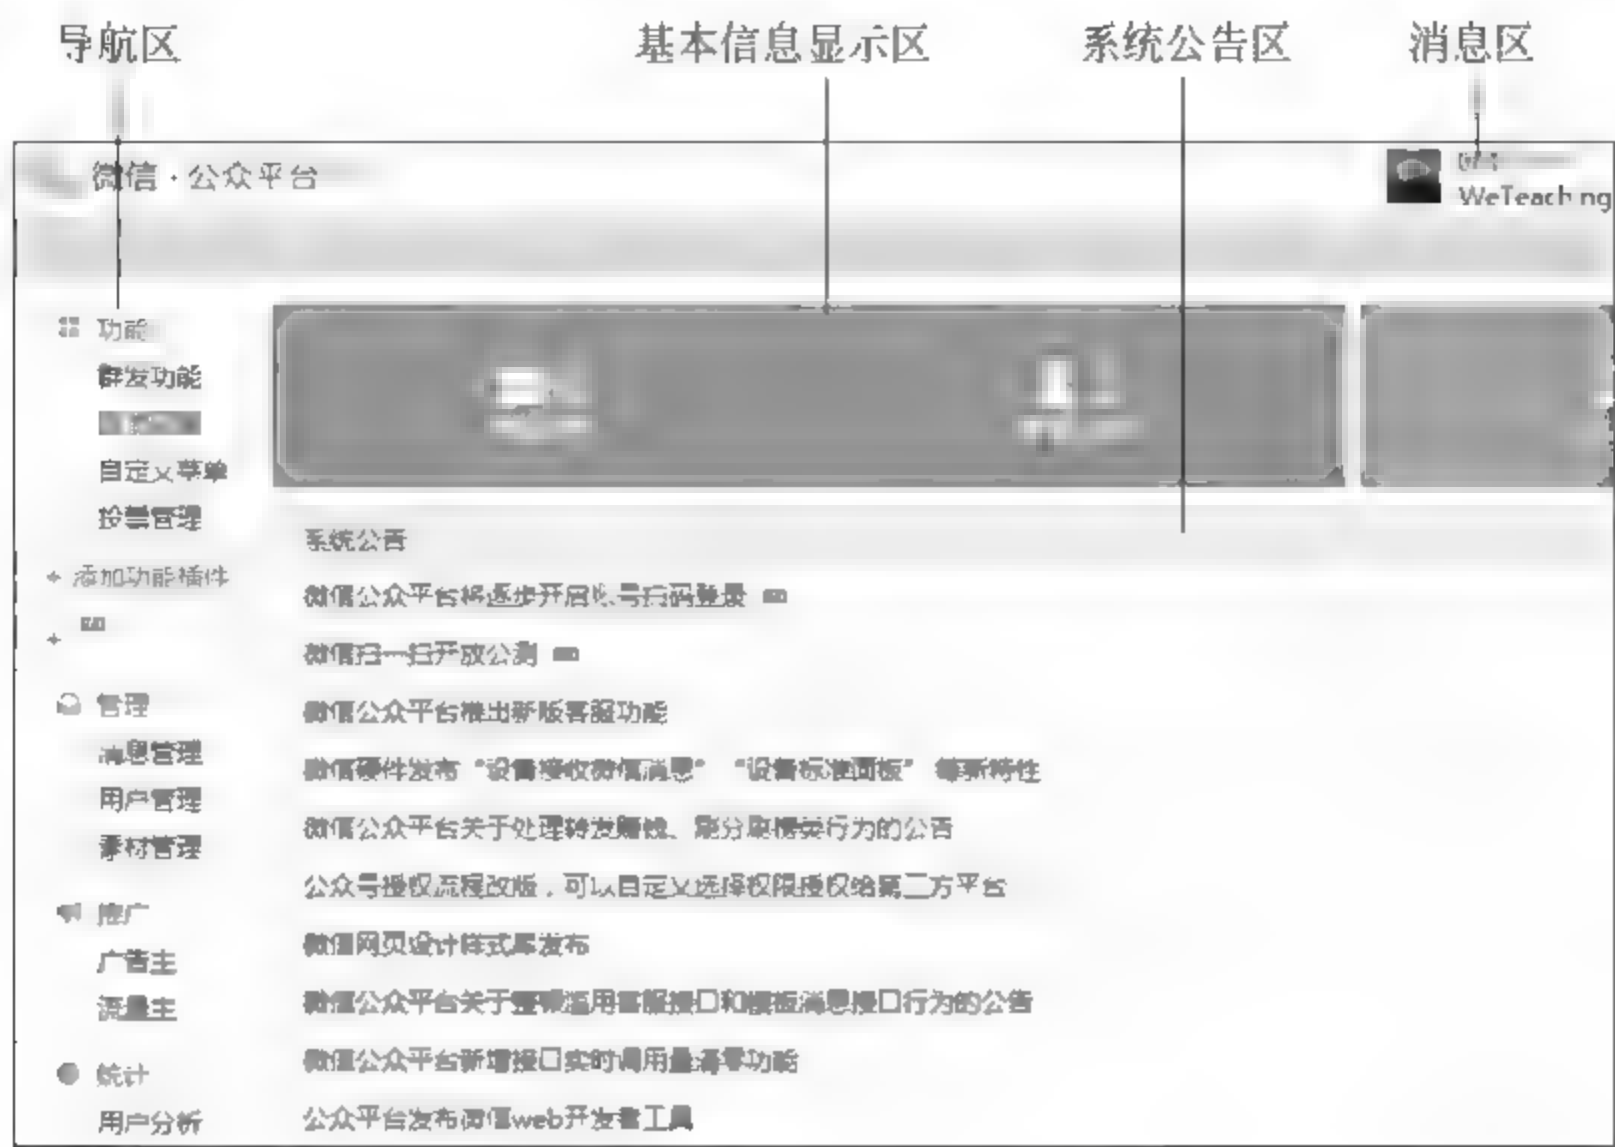 导航区 基本信息显示区 系统公告区 消息区
微信·公众平台
WeTeaching
功能
群发功能
自定义菜单
投票管理
添加功能插件
管理
消息管理
用户管理
素材管理
推广
广告主
流量主
统计
用户分析
系统公告
微信公众平台将逐步开启账号扫码登录
微信扫一扫开放公测
微信公众平台推出新版客服功能
微信硬件发布“设备接收微信消息”“设备标准面板”等新特性
微信公众平台关于处理转发赚钱、 行为的公告
公众号授权流程改版,可以自定义选择权限授权给第三方平台
微信网页设计样式库发布
微信公众平台关于整顿滥用客服接口和模板消息接口行为的公告
微信公众平台新增接口实时调用量清零功能
公众平台发布微信web开发者工具